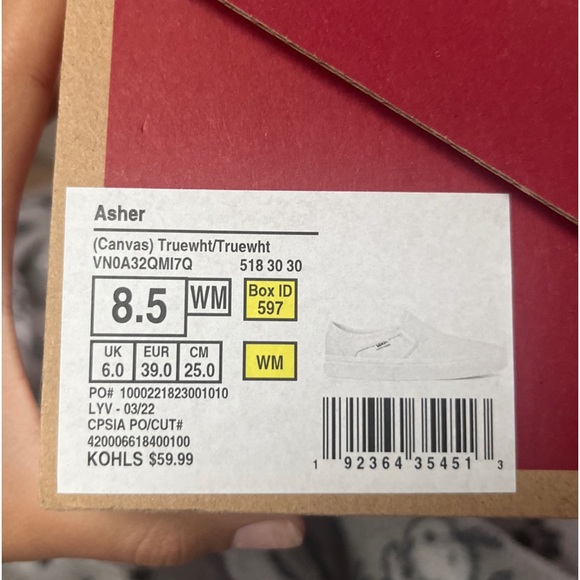 Asher
(Canvas) Truewht/Truewht
VN0A32QMI7Q 518 30 30
8.5 WM Box ID 597
UK 6.0 EUR 39.0 CM 25.0 WM
PO# 1000221823001010
LYV - 03/22
CPSIA PO/CUT#
420006618400100
KOHLS $59.99
1 92364 35451 3